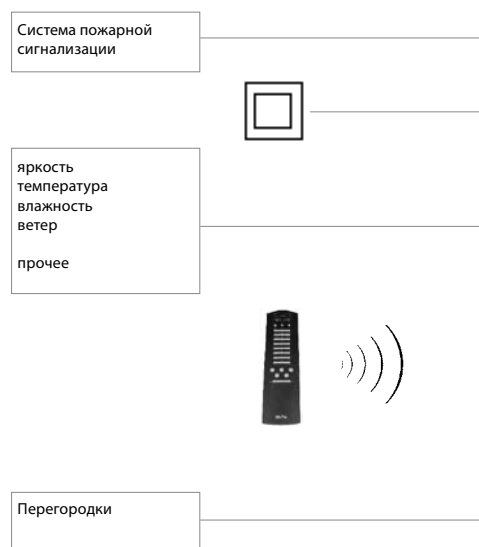 Система пожарной
сигнализации
яркость
температура
влажность
ветер
прочее
Перегородки